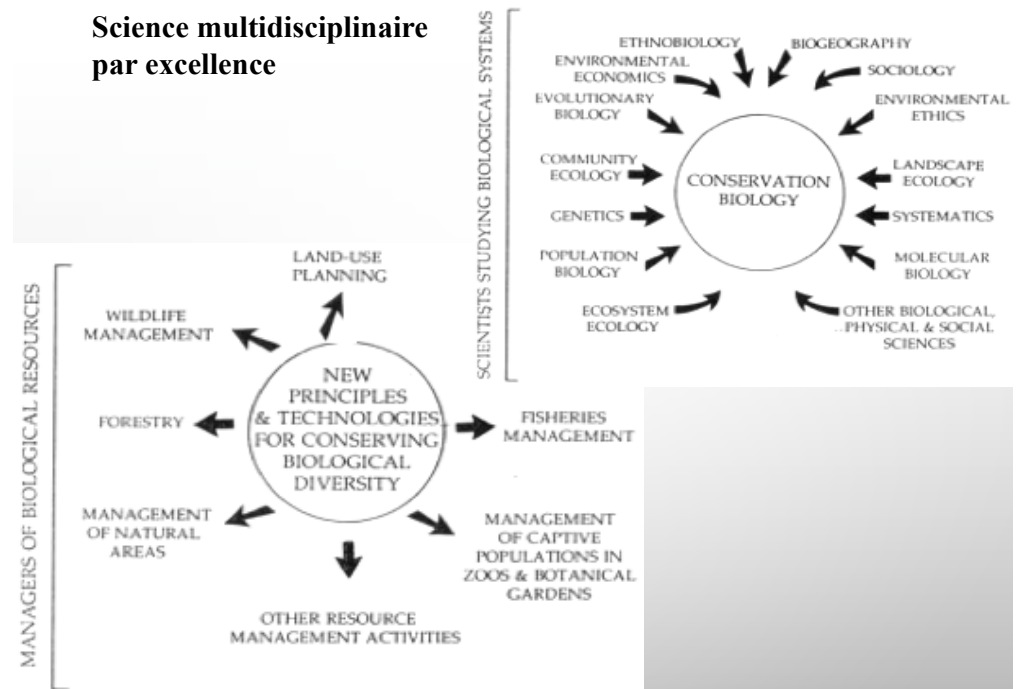 Science multidisciplinaire
par excellence
SCIENTISTS STUDYING BIOLOGICAL SYSTEMS
ETHNOBIOLOGY
BIOGEOGRAPHY
ENVIRONMENTAL
ECONOMICS
SOCIOLOGY
EVOLUTIONARY
BIOLOGY
ENVIRONMENTAL
ETHICS
COMMUNITY
ECOLOGY
CONSERVATION
BIOLOGY
LANDSCAPE
ECOLOGY
GENETICS
SYSTEMATICS
POPULATION
BIOLOGY
MOLECULAR
BIOLOGY
ECOSYSTEM
ECOLOGY
OTHER BIOLOGICAL,
PHYSICAL & SOCIAL
SCIENCES
MANAGERS OF BIOLOGICAL RESOURCES
LAND-USE
PLANNING
WILDLIFE
MANAGEMENT
NEW
PRINCIPLES
& TECHNOLOGIES
FOR CONSERVING
BIOLOGICAL
DIVERSITY
FORESTRY
FISHERIES
MANAGEMENT
MANAGEMENT
OF NATURAL
AREAS
MANAGEMENT
OF CAPTIVE
POPULATIONS IN
ZOOS & BOTANICAL
GARDENS
OTHER RESOURCE
MANAGEMENT ACTIVITIES